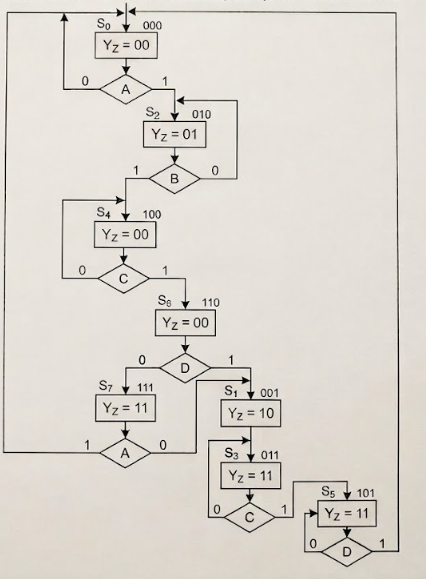 S0 000
YZ = 00
0 A 1
S2 010
YZ = 01
1 B 0
S4 100
YZ = 00
0 C 1
S6 110
YZ = 00
0 D 1
S7 111
YZ = 11
S1 001
YZ = 10
1 A 0
S3 011
YZ = 11
0 C 1
S5 101
YZ = 11
0 D 1